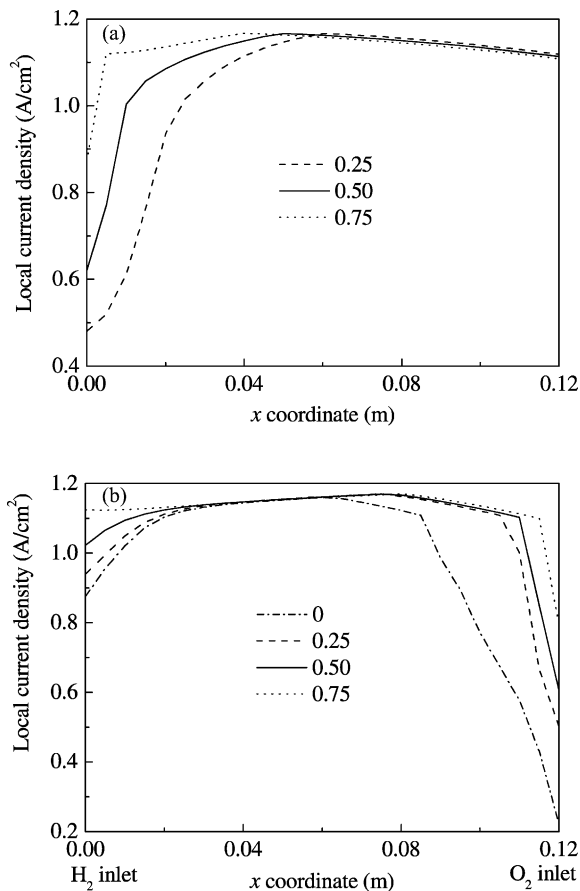 (a)
Local current density (A/cm²)
1.2
1.0
0.8
0.6
0.4
0.25
0.50
0.75
0.00 0.04 0.08 0.12
x coordinate (m)
(b)
Local current density (A/cm²)
1.2
1.0
0.8
0.6
0.4
0.2
0
0.25
0.50
0.75
0.00 0.04 0.08 0.12
H₂ inlet x coordinate (m) O₂ inlet